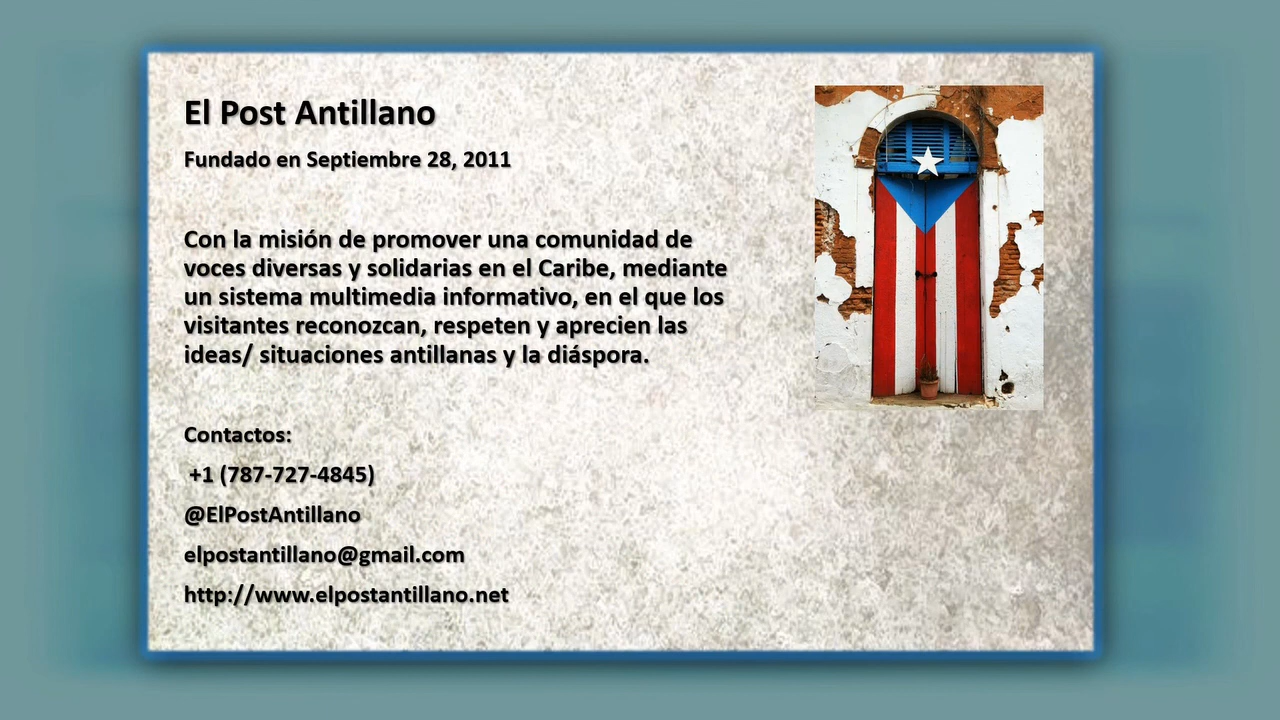 El Post Antillano
Fundado en Septiembre 28, 2011
Con la misión de promover una comunidad de
voces diversas y solidarias en el Caribe, mediante
un sistema multimedia informativo, en el que los
visitantes reconozcan, respeten y aprecien las
ideas/ situaciones antillanas y la diáspora.
Contactos:
+1 (787-727-4845)
@ElPostAntillano
elpostantillano@gmail.com
http://www.elpostantillano.net